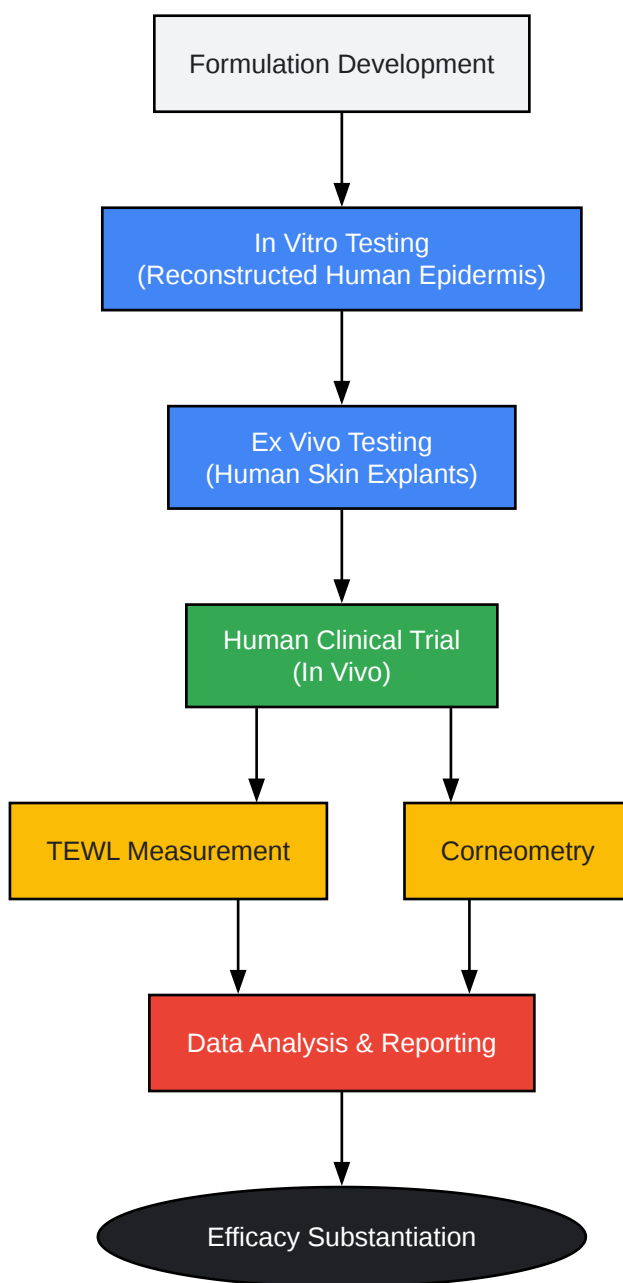 Formulation Development
In Vitro Testing
(Reconstructed Human Epidermis)
Ex Vivo Testing
(Human Skin Explants)
Human Clinical Trial
(In Vivo)
TEWL Measurement
Corneometry
Data Analysis & Reporting
Efficacy Substantiation